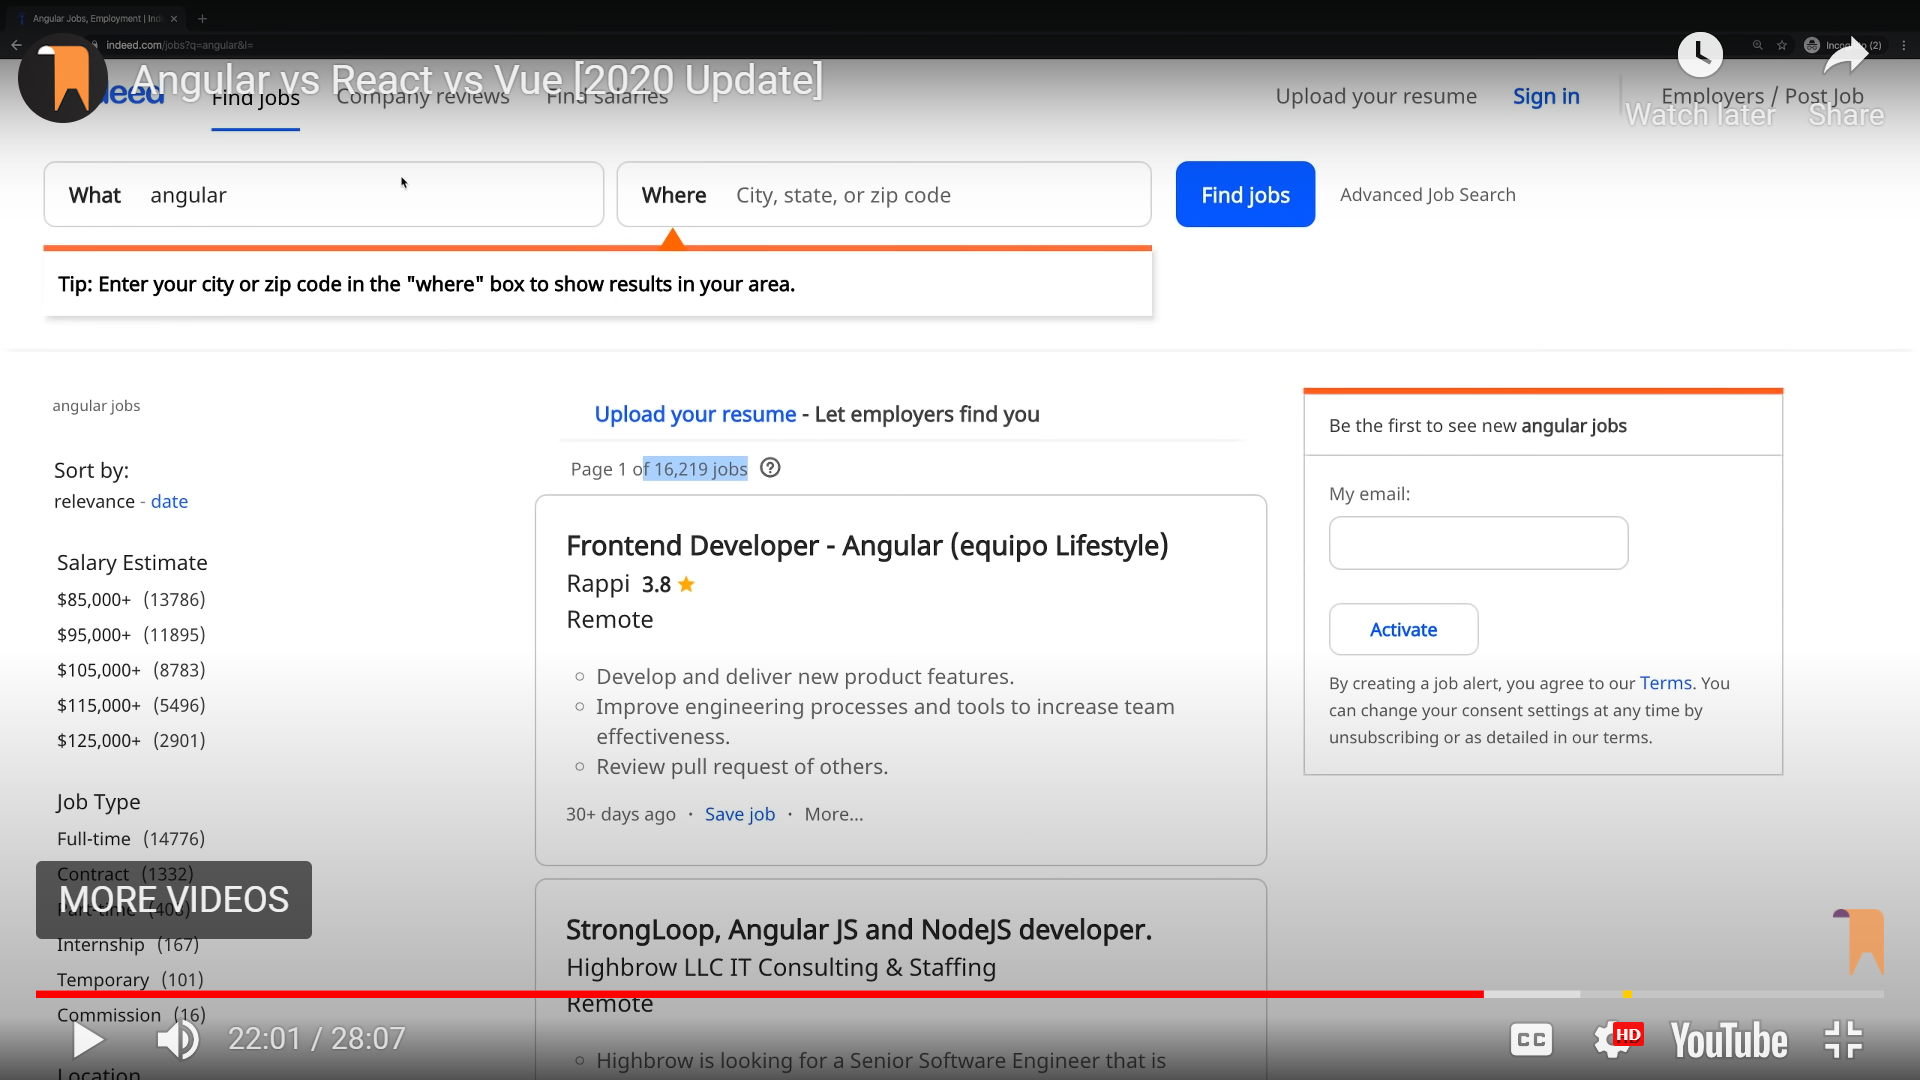 Angular Jobs, Employment | Ind
indeed.com/jobs?q=angular&l=
(2)
Angular vs React vs Vue [2020 Update]
Find jobs
Company reviews
Find salaries
Upload your resume
Sign in
Employers / Post Job
Watch later
Share
What angular
Where City, state, or zip code
Find jobs
Advanced Job Search
Tip: Enter your city or zip code in the "where" box to show results in your area.
angular jobs
Sort by:
relevance - date
Salary Estimate
$85,000+ (13786)
$95,000+ (11895)
$105,000+ (8783)
$115,000+ (5496)
$125,000+ (2901)
Job Type
Full-time (14776)
Contract (1332)
MORE VIDEOS
Internship (167)
Temporary (101)
Commission (16)
Location
Upload your resume - Let employers find you
Page 1 of 16,219 jobs
Frontend Developer - Angular (equipo Lifestyle)
Rappi 3.8
Remote
Develop and deliver new product features.
Improve engineering processes and tools to increase team
effectiveness.
Review pull request of others.
30+ days ago · Save job · More...
StrongLoop, Angular JS and NodeJS developer.
Highbrow LLC IT Consulting & Staffing
Remote
Highbrow is looking for a Senior Software Engineer that is
Be the first to see new angular jobs
My email:
Activate
By creating a job alert, you agree to our Terms. You
can change your consent settings at any time by
unsubscribing or as detailed in our terms.
22:01 / 28:07
CC
HD
YouTube